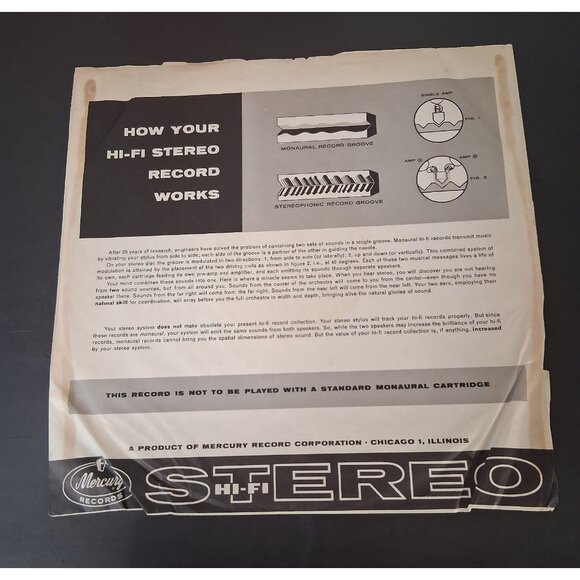 HOW YOUR
HI-FI STEREO
RECORD
WORKS
SINGLE AMP
FIG. 1
MONAURAL RECORD GROOVE
AMP
AMP
FIG. 2
STEREOPHONIC RECORD GROOVE
After 25 years of research, engineers have solved the problem of containing two sets of sounds in a single groove. Monaural hi-fi records transmit music
by vibrating your stylus from side to side; each side of the groove is a partner of the other in guiding the needle.
On your stereo disc the groove is modulated in two directions: 1, from side to side (or laterally); 2, up and down (or vertically). This combined system of
modulation is attained by the placement of the two driving coils as shown in figure 2, i.e., at 45 degrees. Each of these two musical messages lives a life of
its own, each cartridge feeding its own pre-amp and amplifier, and each emitting its sounds through separate speakers.
Your mind combines these sounds into one. Here is where a miracle seems to take place. When you hear stereo, you will discover you are not hearing
from two sound sources, but from all around you. Sounds from the center of the orchestra will come to you from the center—even though you have no
speaker there. Sounds from the far right will come from the far right. Sounds from the near left will come from the near left. Your two ears, employing their
natural skill for coordination, will array before you the full orchestra in width and depth, bringing alive the natural glories of sound.
Your stereo system does not make obsolete your present hi-fi record collection. Your stereo stylus will track your hi-fi records properly. But since
these records are monaural, your system will emit the same sounds from both speakers. So, while the two speakers may increase the brilliance of your hi-fi
records, monaural records cannot bring you the spatial dimensions of stereo sound. But the value of your hi-fi record collection is, if anything, increased
by your stereo system.
THIS RECORD IS NOT TO BE PLAYED WITH A STANDARD MONAURAL CARTRIDGE
A PRODUCT OF MERCURY RECORD CORPORATION · CHICAGO 1, ILLINOIS
Mercury
RECORDS
STEREO
HI-FI